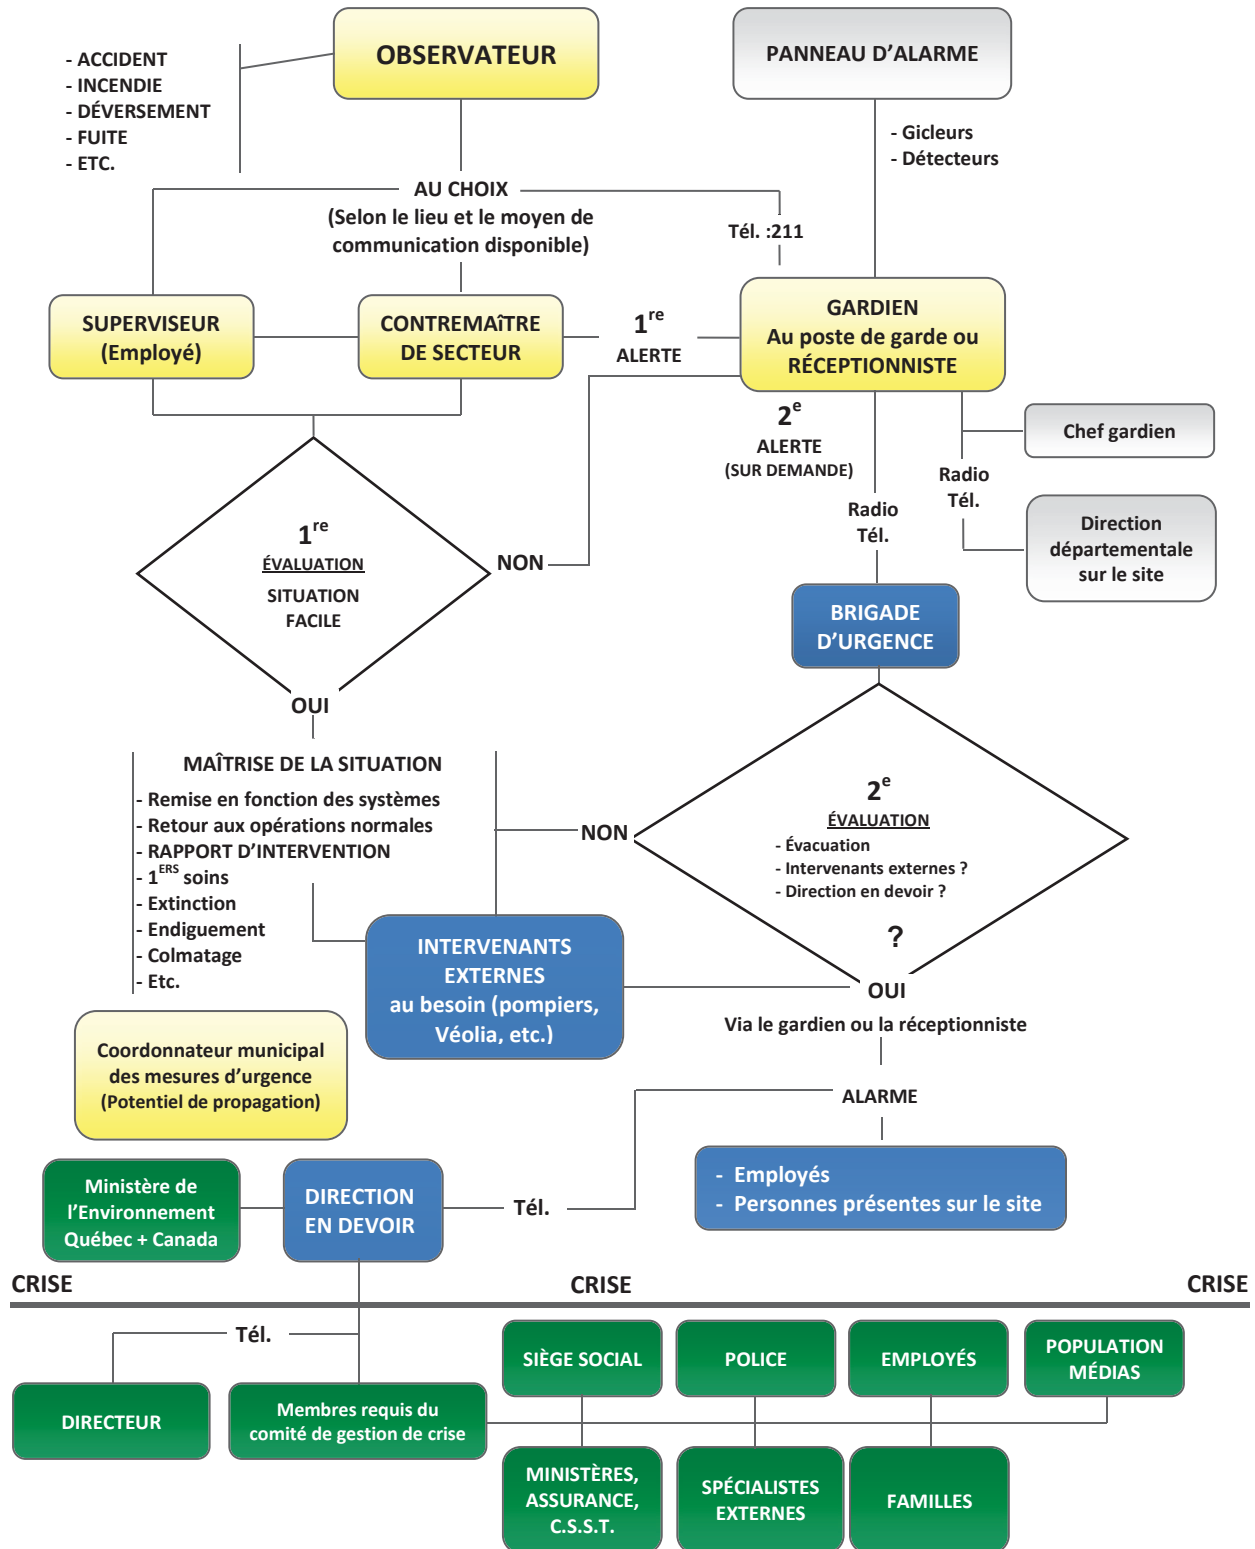 - ACCIDENT
- INCENDIE
- DÉVERSEMENT
- FUITE
- ETC.
OBSERVATEUR
PANNEAU D'ALARME
- Gicleurs
- Détecteurs
AU CHOIX
(Selon le lieu et le moyen de
communication disponible)
Tél. :211
SUPERVISEUR
(Employé)
CONTREMAîTRE
DE SECTEUR
1re
ALERTE
GARDIEN
Au poste de garde ou
RÉCEPTIONNISTE
2e
ALERTE
(SUR DEMANDE)
Chef gardien
Radio
Tél.
Radio
Tél.
Direction
départementale
sur le site
1re
ÉVALUATION
SITUATION
FACILE
NON
BRIGADE
D'URGENCE
OUI
MAÎTRISE DE LA SITUATION
- Remise en fonction des systèmes
- Retour aux opérations normales
- RAPPORT D'INTERVENTION
- 1ERS soins
- Extinction
- Endiguement
- Colmatage
- Etc.
NON
2e
ÉVALUATION
- Évacuation
- Intervenants externes ?
- Direction en devoir ?
?
OUI
INTERVENANTS
EXTERNES
au besoin (pompiers,
Véolia, etc.)
Via le gardien ou la réceptionniste
Coordonnateur municipal
des mesures d'urgence
(Potentiel de propagation)
ALARME
- Employés
- Personnes présentes sur le site
Ministère de
l'Environnement
Québec + Canada
DIRECTION
EN DEVOIR
Tél.
CRISE
CRISE
CRISE
Tél.
SIÈGE SOCIAL
POLICE
EMPLOYÉS
POPULATION
MÉDIAS
DIRECTEUR
Membres requis du
comité de gestion de crise
MINISTÈRES,
ASSURANCE,
C.S.S.T.
SPÉCIALISTES
EXTERNES
FAMILLES